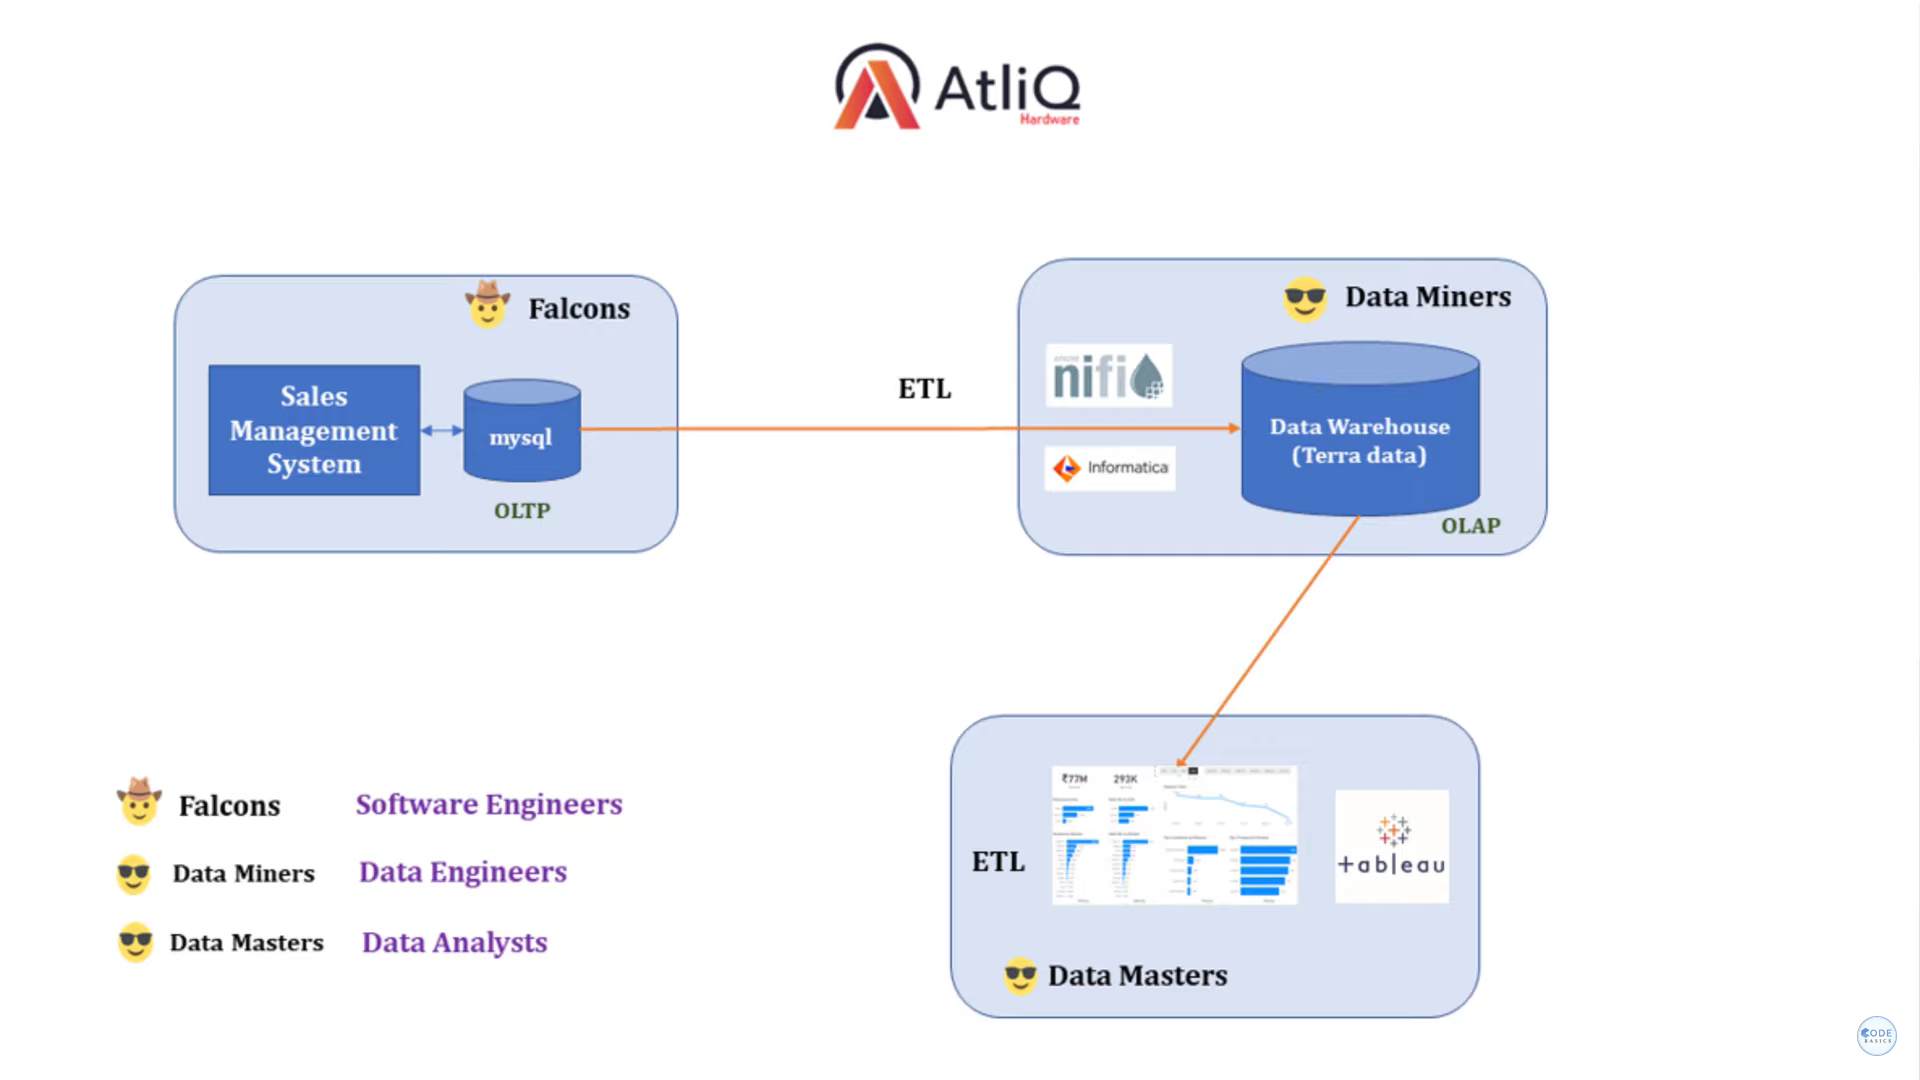 AtliQ
Hardware
Falcons
Sales
Management
System
mysql
OLTP
ETL
Data Miners
nifi
Informatica
Data Warehouse
(Terra data)
OLAP
Falcons Software Engineers
Data Miners Data Engineers
Data Masters Data Analysts
ETL
₹77M 293K
+ableau
Data Masters
CODE
BASICS